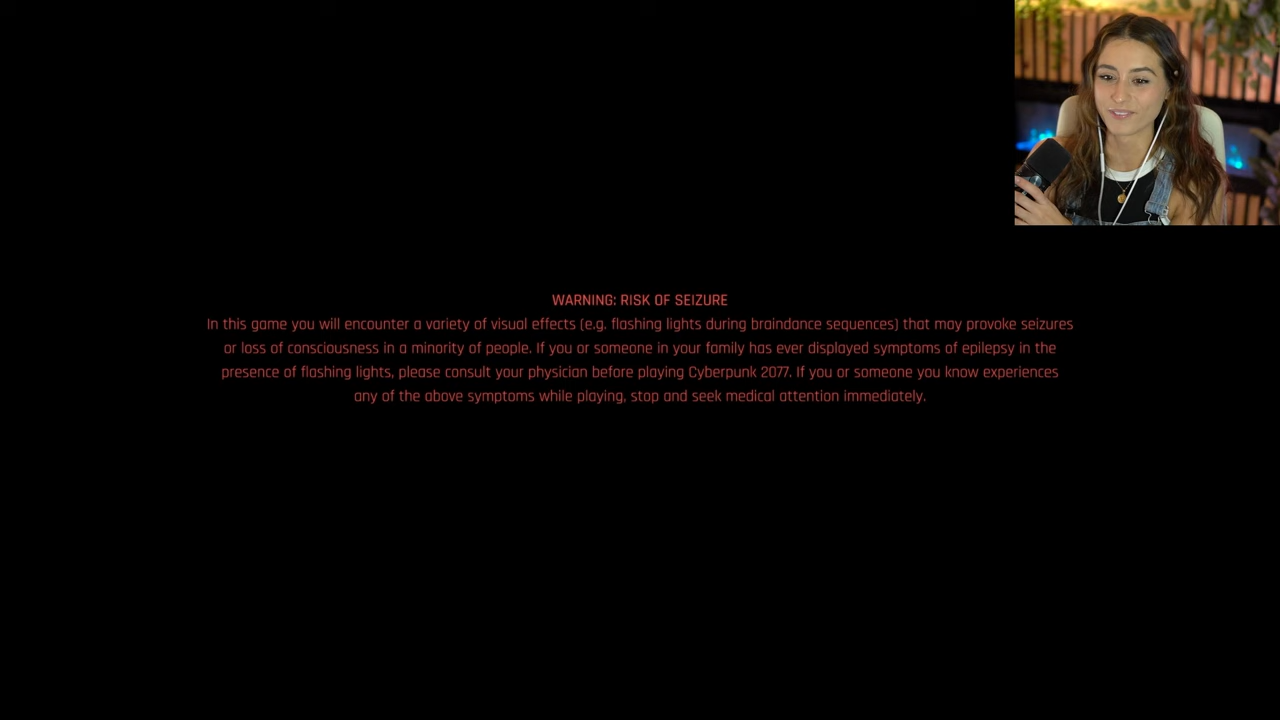 WARNING: RISK OF SEIZURE
In this game you will encounter a variety of visual effects (e.g. flashing lights during braindance sequences) that may provoke seizures
or loss of consciousness in a minority of people. If you or someone in your family has ever displayed symptoms of epilepsy in the
presence of flashing lights, please consult your physician before playing Cyberpunk 2077. If you or someone you know experiences
any of the above symptoms while playing, stop and seek medical attention immediately.